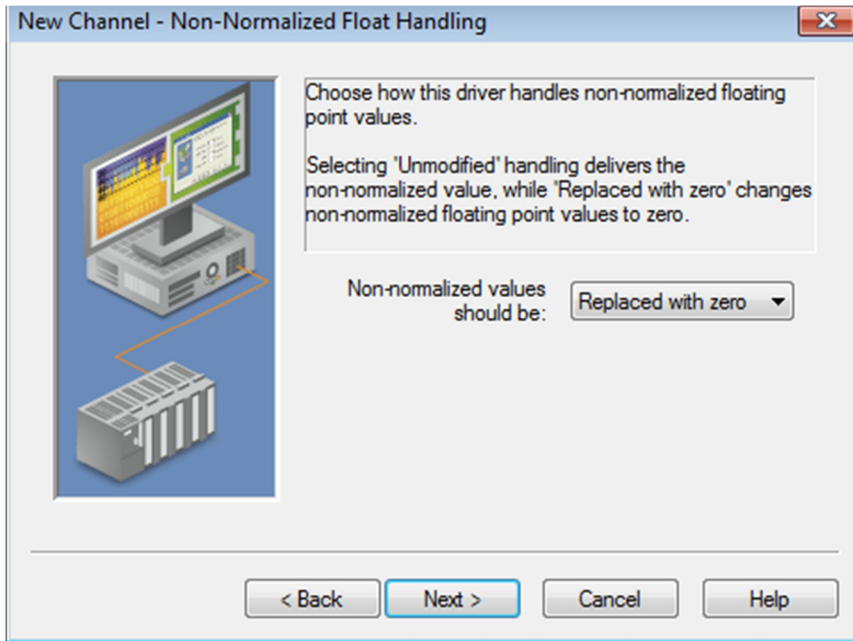 New Channel - Non-Normalized Float Handling
Choose how this driver handles non-normalized floating
point values.
Selecting "Unmodified" handling delivers the
non-normalized value, while "Replaced with zero" changes
non-normalized floating point values to zero.
Non-normalized values
should be:
Replaced with zero
< Back
Next >
Cancel
Help